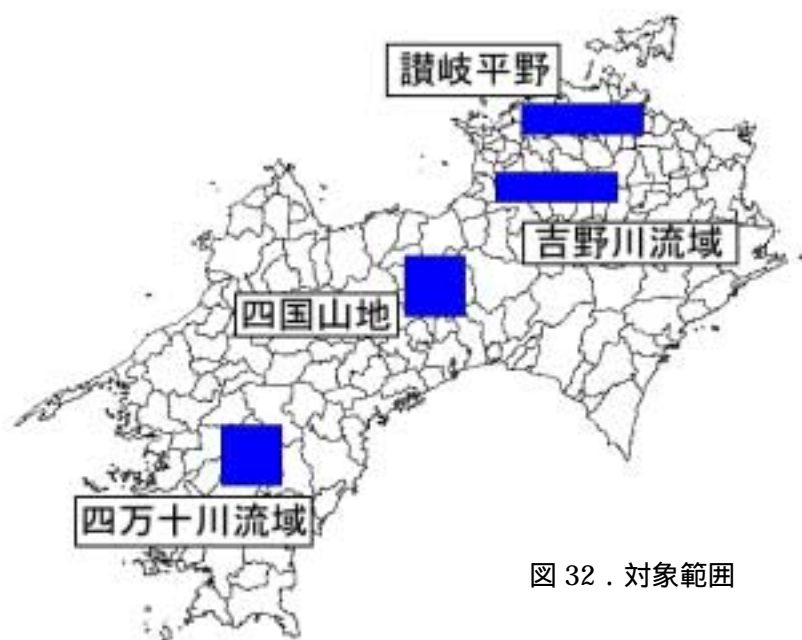 讃岐平野
吉野川流域
四国山地
四万十川流域
図 32．対象範囲